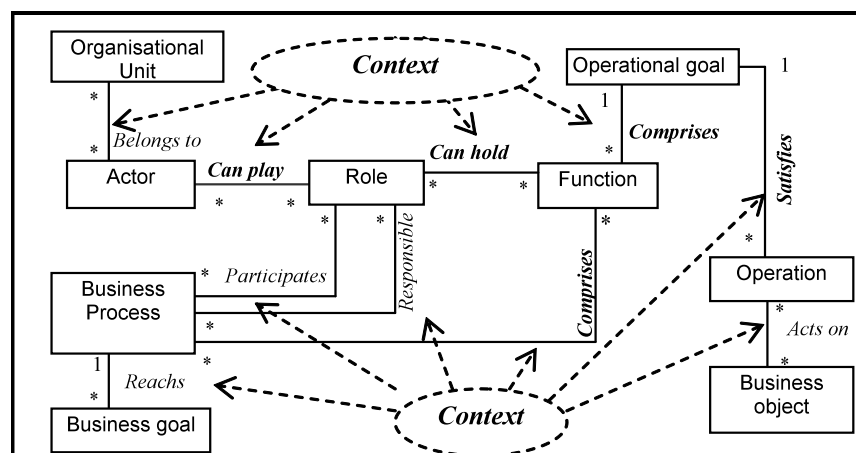 Organisational
Unit
Context
Operational goal
1
1
*
Belongs to
*
Comprises
*
Can play
Can hold
Actor
Role
Function
*
*
*
*
*
*
*
Satisfies
*
Responsible
Comprises
*
Participates
Business
Process
*
*
Operation
*
Acts on
*
1
Reachs
*
Context
Business
object
Business goal